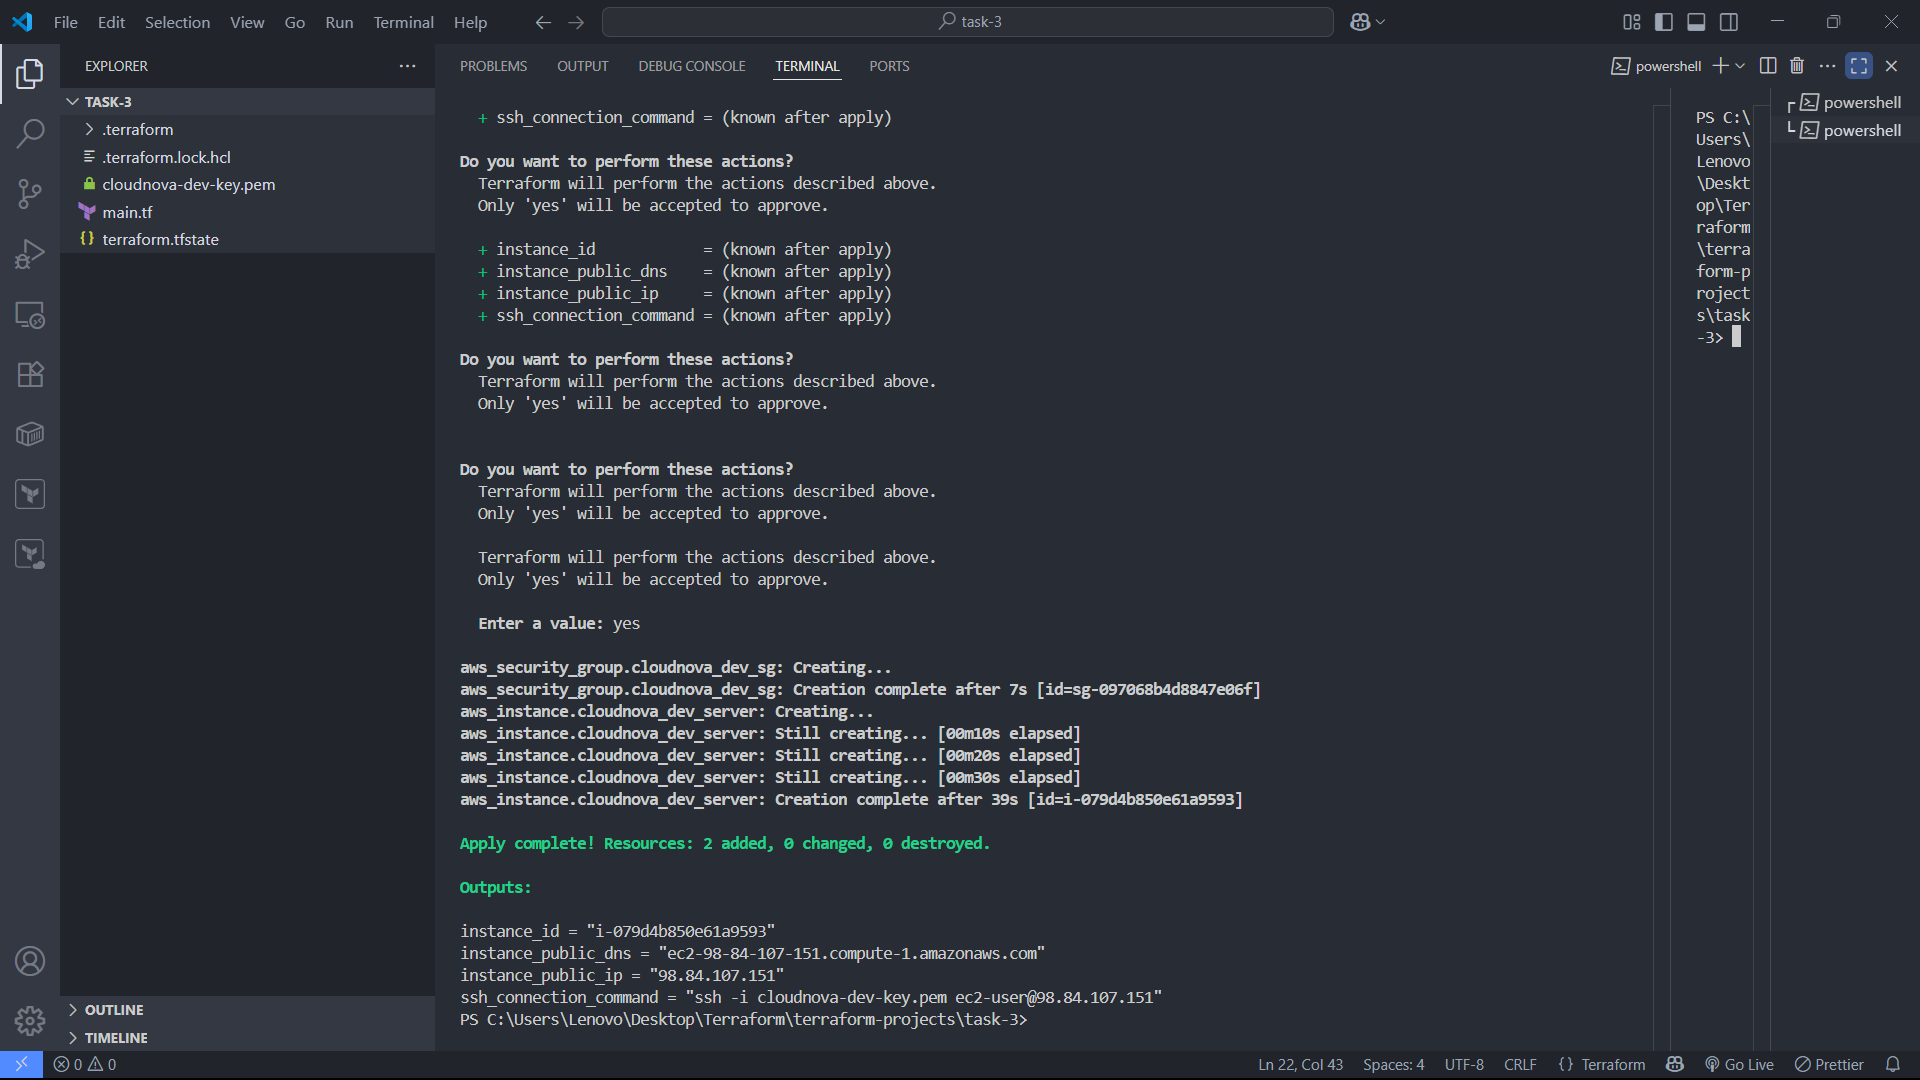 File Edit Selection View Go Run Terminal Help
task-3
EXPLORER
TASK-3
.terraform
.terraform.lock.hcl
cloudnova-dev-key.pem
main.tf
terraform.tfstate
OUTLINE
TIMELINE
PROBLEMS OUTPUT DEBUG CONSOLE TERMINAL PORTS
powershell
+ ssh_connection_command = (known after apply)
Do you want to perform these actions?
Terraform will perform the actions described above.
Only 'yes' will be accepted to approve.
+ instance_id            = (known after apply)
+ instance_public_dns    = (known after apply)
+ instance_public_ip     = (known after apply)
+ ssh_connection_command = (known after apply)
Do you want to perform these actions?
Terraform will perform the actions described above.
Only 'yes' will be accepted to approve.
Do you want to perform these actions?
Terraform will perform the actions described above.
Only 'yes' will be accepted to approve.
Terraform will perform the actions described above.
Only 'yes' will be accepted to approve.
Enter a value: yes
aws_security_group.cloudnova_dev_sg: Creating...
aws_security_group.cloudnova_dev_sg: Creation complete after 7s [id=sg-097068b4d8847e06f]
aws_instance.cloudnova_dev_server: Creating...
aws_instance.cloudnova_dev_server: Still creating... [00m10s elapsed]
aws_instance.cloudnova_dev_server: Still creating... [00m20s elapsed]
aws_instance.cloudnova_dev_server: Still creating... [00m30s elapsed]
aws_instance.cloudnova_dev_server: Creation complete after 39s [id=i-079d4b850e61a9593]
Apply complete! Resources: 2 added, 0 changed, 0 destroyed.
Outputs:
instance_id = "i-079d4b850e61a9593"
instance_public_dns = "ec2-98-84-107-151.compute-1.amazonaws.com"
instance_public_ip = "98.84.107.151"
ssh_connection_command = "ssh -i cloudnova-dev-key.pem ec2-user@98.84.107.151"
PS C:\Users\Lenovo\Desktop\Terraform\terraform-projects\task-3>
PS C:\
Users\
Lenovo
\Deskt
op\Ter
raform
\terra
form-p
roject
s\task
-3>
powershell
powershell
0 0
Ln 22, Col 43 Spaces: 4 UTF-8 CRLF {} Terraform Go Live Prettier